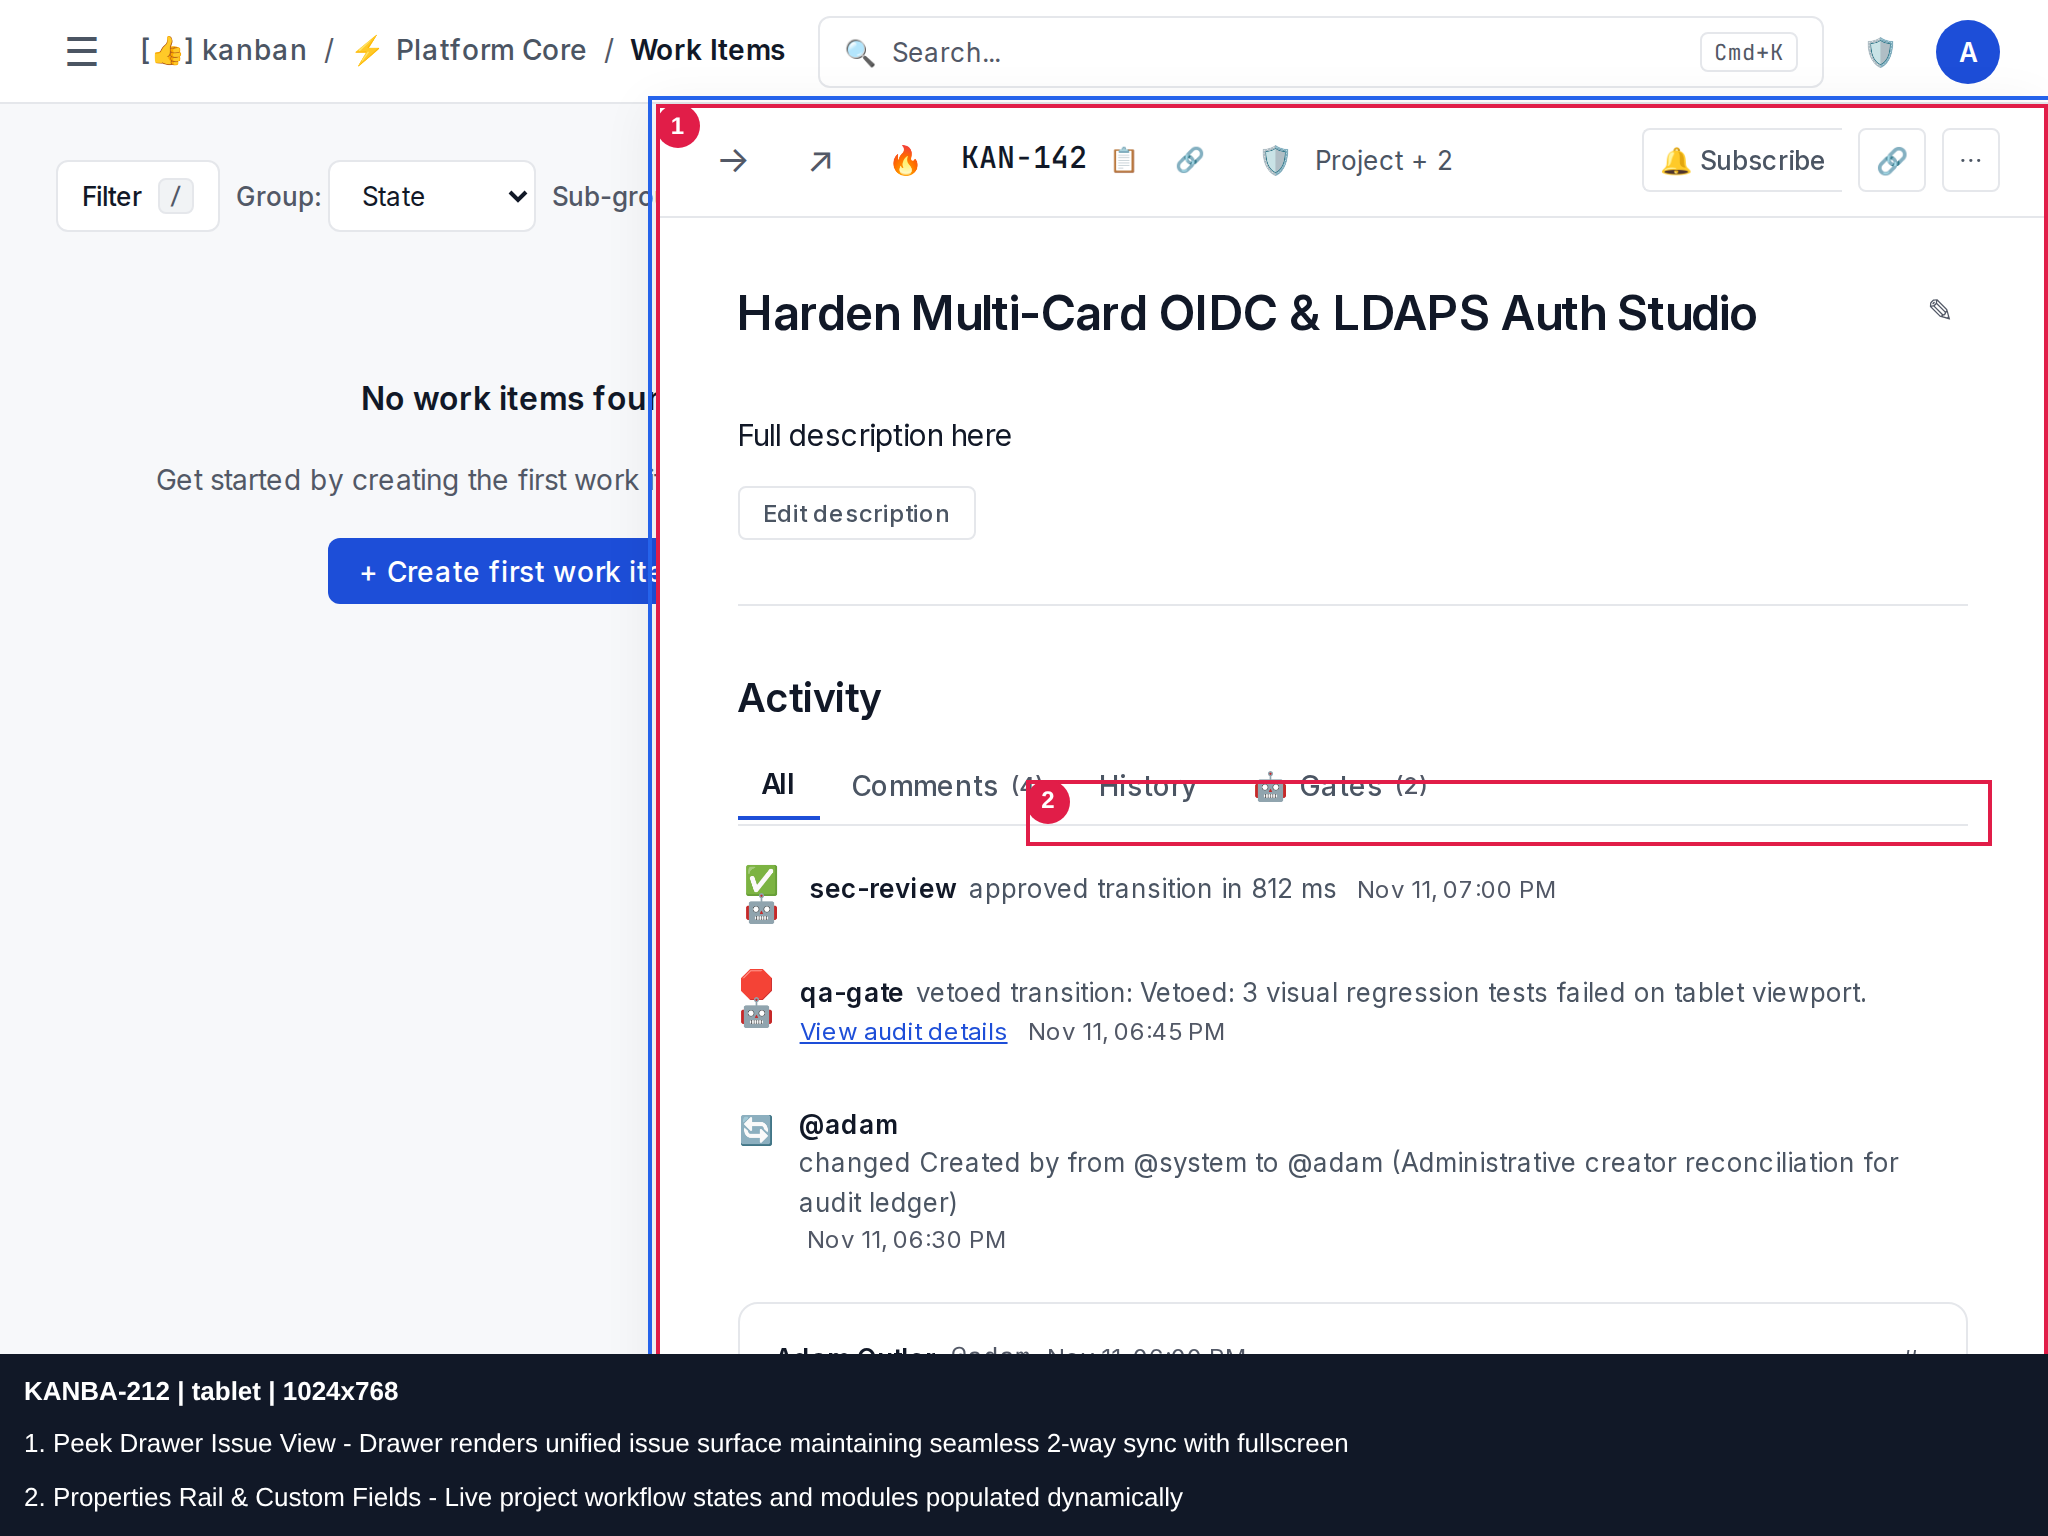 [👍] kanban / ⚡ Platform Core / Work Items
Search...
Cmd+K
A
Filter /
Group:
State
Sub-gro
No work items four
Get started by creating the first work it
+ Create first work ite
1
→ ↗ 🔥 KAN-142 📋 🔗 🛡️ Project + 2
🔔 Subscribe
🔗
...
Harden Multi-Card OIDC & LDAPS Auth Studio
Full description here
Edit description
Activity
All
Comments (4)
History
🤖 Gates (2)
2
sec-review approved transition in 812 ms Nov 11, 07:00 PM
qa-gate vetoed transition: Vetoed: 3 visual regression tests failed on tablet viewport.
View audit details Nov 11, 06:45 PM
@adam
changed Created by from @system to @adam (Administrative creator reconciliation for
audit ledger)
Nov 11, 06:30 PM
KANBA-212 | tablet | 1024x768
1. Peek Drawer Issue View - Drawer renders unified issue surface maintaining seamless 2-way sync with fullscreen
2. Properties Rail & Custom Fields - Live project workflow states and modules populated dynamically